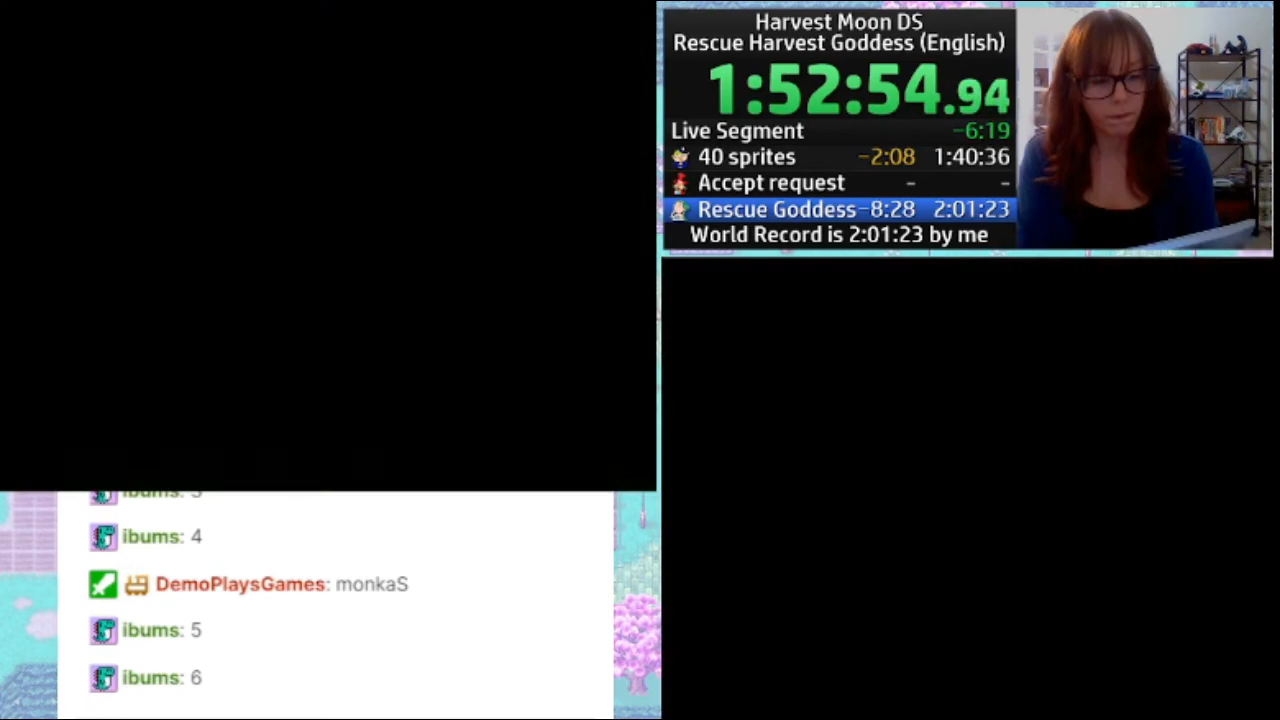 Harvest Moon DS
Rescue Harvest Goddess (English)
1:52:54.94
Live Segment -6:19
40 sprites -2:08 1:40:36
Accept request - -
Rescue Goddess -8:28 2:01:23
World Record is 2:01:23 by me
ibums: 3
ibums: 4
DemoPlaysGames: monkaS
ibums: 5
ibums: 6